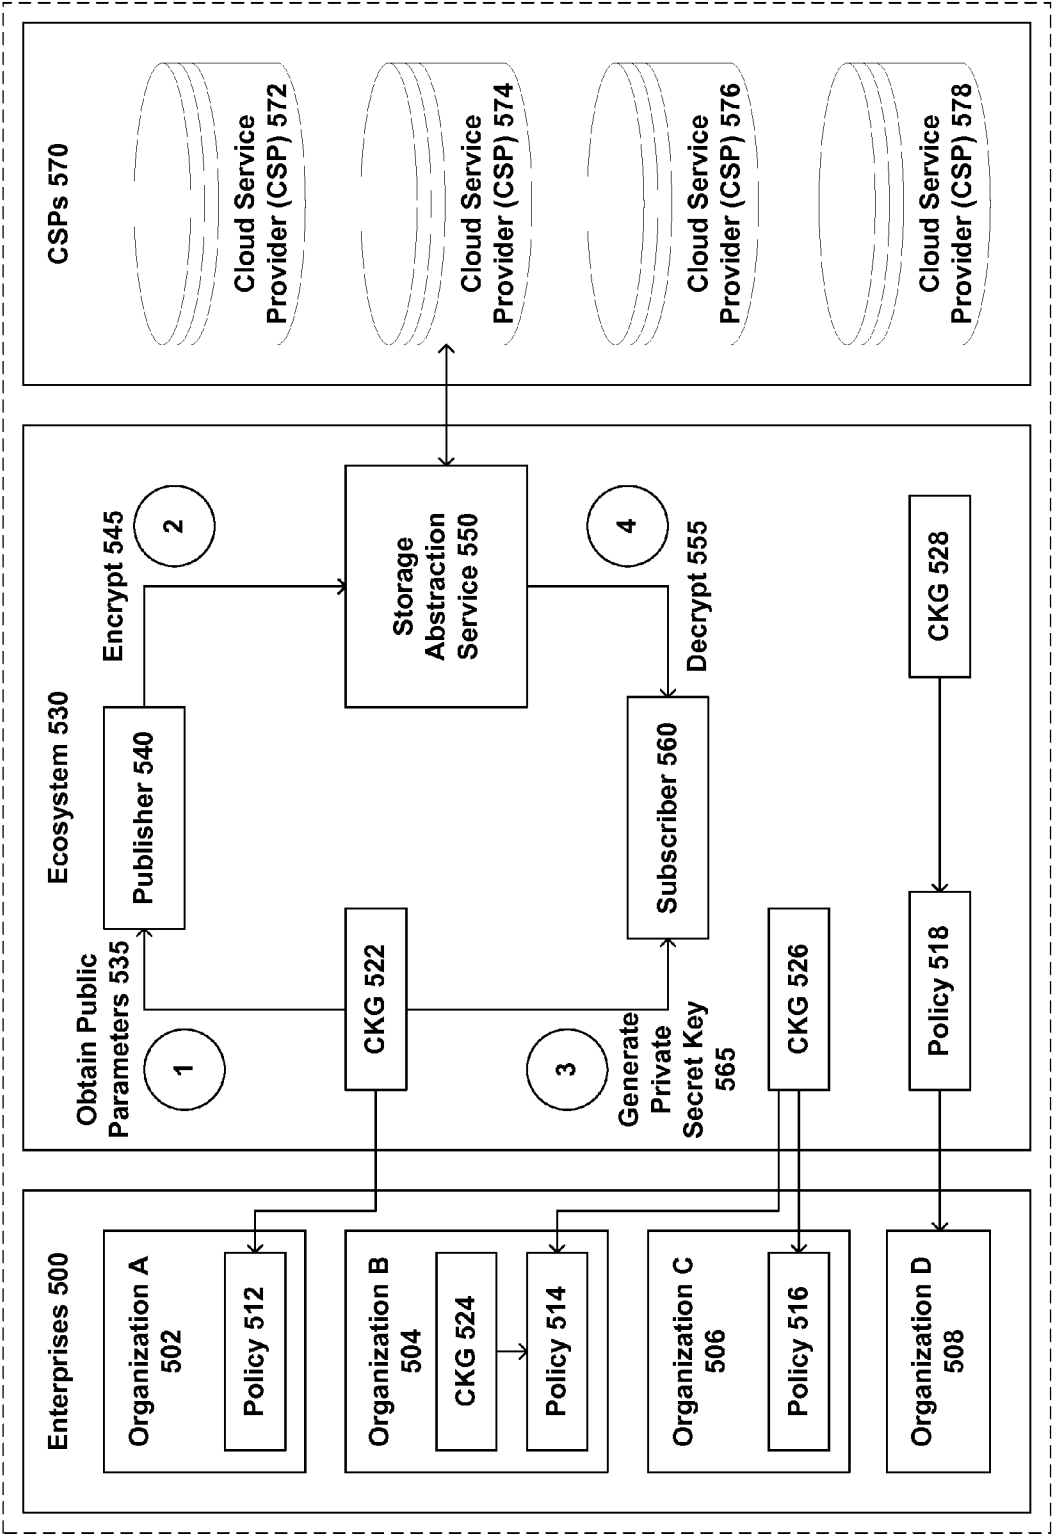 Enterprises 500
Organization A
502
Policy 512
Organization B
504
CKG 524
Policy 514
Organization C
506
Policy 516
Organization D
508
Ecosystem 530
Obtain Public
Parameters 535
1
Publisher 540
Encrypt 545
2
CKG 522
Storage
Abstraction
Service 550
3
Generate
Private
Secret Key
565
Subscriber 560
4
Decrypt 555
CKG 526
Policy 518
CKG 528
CSPs 570
Cloud Service
Provider (CSP) 572
Cloud Service
Provider (CSP) 574
Cloud Service
Provider (CSP) 576
Cloud Service
Provider (CSP) 578